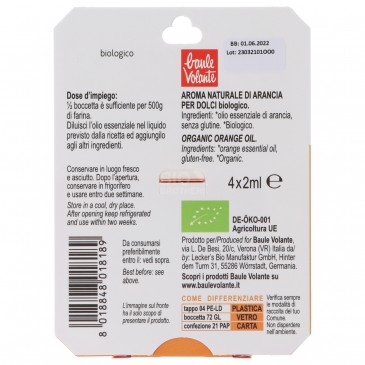 biologico
BB: 01.06.2022
Lot: 23032101OO0
baule
Volante
Dose d'impiego:
½ boccetta è sufficiente per 500g
di farina.
Diluisci l'olio essenziale nel liquido
previsto dalla ricetta ed aggiungilo
agli altri ingredienti.
Conservare in luogo fresco
e asciutto. Dopo l'apertura,
conservare in frigorifero
e usare entro due settimane.
Store in a cool, dry place.
After opening keep refrigerated
and use within two weeks.
8 018848 018189
Da consumarsi
preferibilmente
entro il: vedi sopra.
Best before: see
above.
L'immagine sul fronte
ha il solo scopo di
presentare il prodotto.
AROMA NATURALE DI ARANCIA
PER DOLCI biologico.
Ingredienti: *olio essenziale di arancia,
senza glutine. *Biologico.
ORGANIC ORANGE OIL.
Ingredients: *orange essential oil,
gluten-free. *Organic.
4x2ml ℮
DE-ÖKO-001
Agricoltura UE
Prodotto per/Produced for Baule Volante,
via L. De Besi, 20/c, Verona (VR) Italia da/
by: Lecker's Bio Manufaktur GmbH, Hinter
dem Turm 31, 55286 Wörrstadt, Germania.
Scopri i prodotti Baule Volante su
www.baulevolante.it
COME DIFFERENZIARE
tappo 04 PE-LD PLASTICA
boccetta 72 GL VETRO
confezione 21 PAP CARTA
Verifica sempre
le modalità di
raccolta del tuo
Comune.
Non disperdere
nell'ambiente.